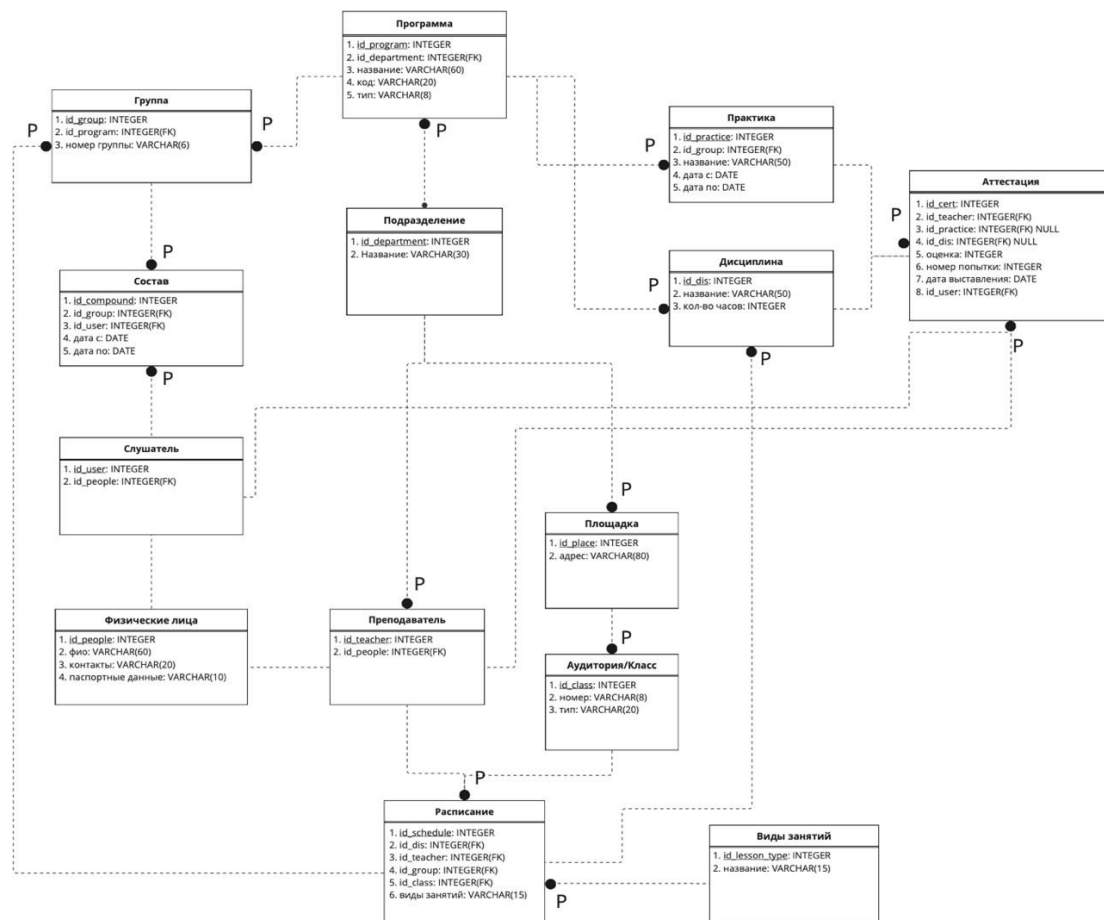 Программа
1. id_program: INTEGER
2. id_department: INTEGER(FK)
3. название: VARCHAR(60)
4. код: VARCHAR(20)
5. тип: VARCHAR(8)
P
Группа
1. id_group: INTEGER
2. id_program: INTEGER(FK)
3. номер группы: VARCHAR(6)
P
P
Практика
1. id_practice: INTEGER
2. id_group: INTEGER(FK)
3. название: VARCHAR(50)
4. дата с: DATE
5. дата по: DATE
P
Аттестация
1. id_cert: INTEGER
2. id_teacher: INTEGER(FK)
3. id_practice: INTEGER(FK) NULL
4. id_dis: INTEGER(FK) NULL
5. оценка: INTEGER
6. номер попытки: INTEGER
7. дата выставления: DATE
8. id_user: INTEGER(FK)
P
P
Подразделение
1. id_department: INTEGER
2. Название: VARCHAR(30)
Дисциплина
1. id_dis: INTEGER
2. название: VARCHAR(50)
3. кол-во часов: INTEGER
P
P
Состав
1. id_compound: INTEGER
2. id_group: INTEGER(FK)
3. id_user: INTEGER(FK)
4. дата с: DATE
5. дата по: DATE
P
P
Слушатель
1. id_user: INTEGER
2. id_people: INTEGER(FK)
Площадка
1. id_place: INTEGER
2. адрес: VARCHAR(80)
P
Физические лица
1. id_people: INTEGER
2. фио: VARCHAR(60)
3. контакты: VARCHAR(20)
4. паспортные данные: VARCHAR(10)
Преподаватель
1. id_teacher: INTEGER
2. id_people: INTEGER(FK)
P
Аудитория/Класс
1. id_class: INTEGER
2. номер: VARCHAR(8)
3. тип: VARCHAR(20)
P
Расписание
1. id_schedule: INTEGER
2. id_dis: INTEGER(FK)
3. id_teacher: INTEGER(FK)
4. id_group: INTEGER(FK)
5. id_class: INTEGER(FK)
6. виды занятий: VARCHAR(15)
P
P
Виды занятий
1. id_lesson_type: INTEGER
2. название: VARCHAR(15)